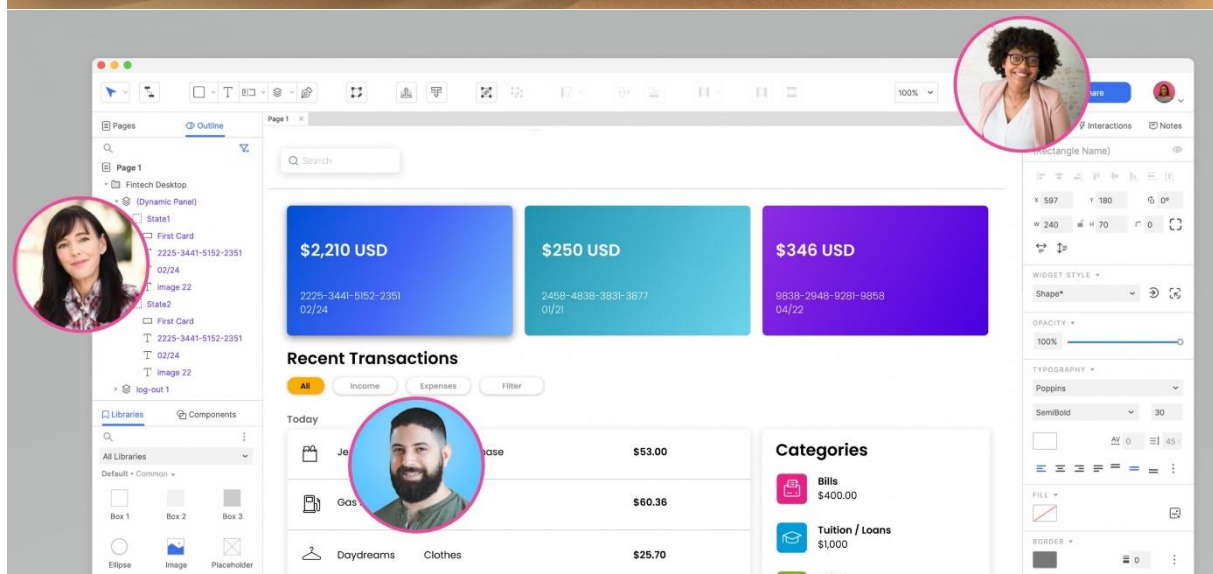 100%
are
Pages
Outline
Page 1
Interactions
Notes
Search
(Rectangle Name)
Page 1
Fintech Desktop
(Dynamic Panel)
State1
First Card
2225-3441-5152-2351
02/24
image 22
State2
First Card
2225-3441-5152-2351
02/24
image 22
log-out 1
Libraries
Components
All Libraries
Default • Common
Box 1 Box 2 Box 3
Ellipse Image Placeholder
$2,210 USD
2225-3441-5152-2351
02/24
$250 USD
2458-4838-3831-3877
01/21
$346 USD
9838-2948-9281-9858
04/22
Recent Transactions
All Income Expenses Filter
Today
Je
ase
$53.00
Gas
$60.36
Daydreams Clothes $25.70
Categories
Bills
$400.00
Tuition / Loans
$1,000
X 597 Y 180 0°
W 240 H 70 0
WIDGET STYLE
Shape*
OPACITY
100%
TYPOGRAPHY
Poppins
SemiBold 30
AV 0 45
FILL
BORDER
0